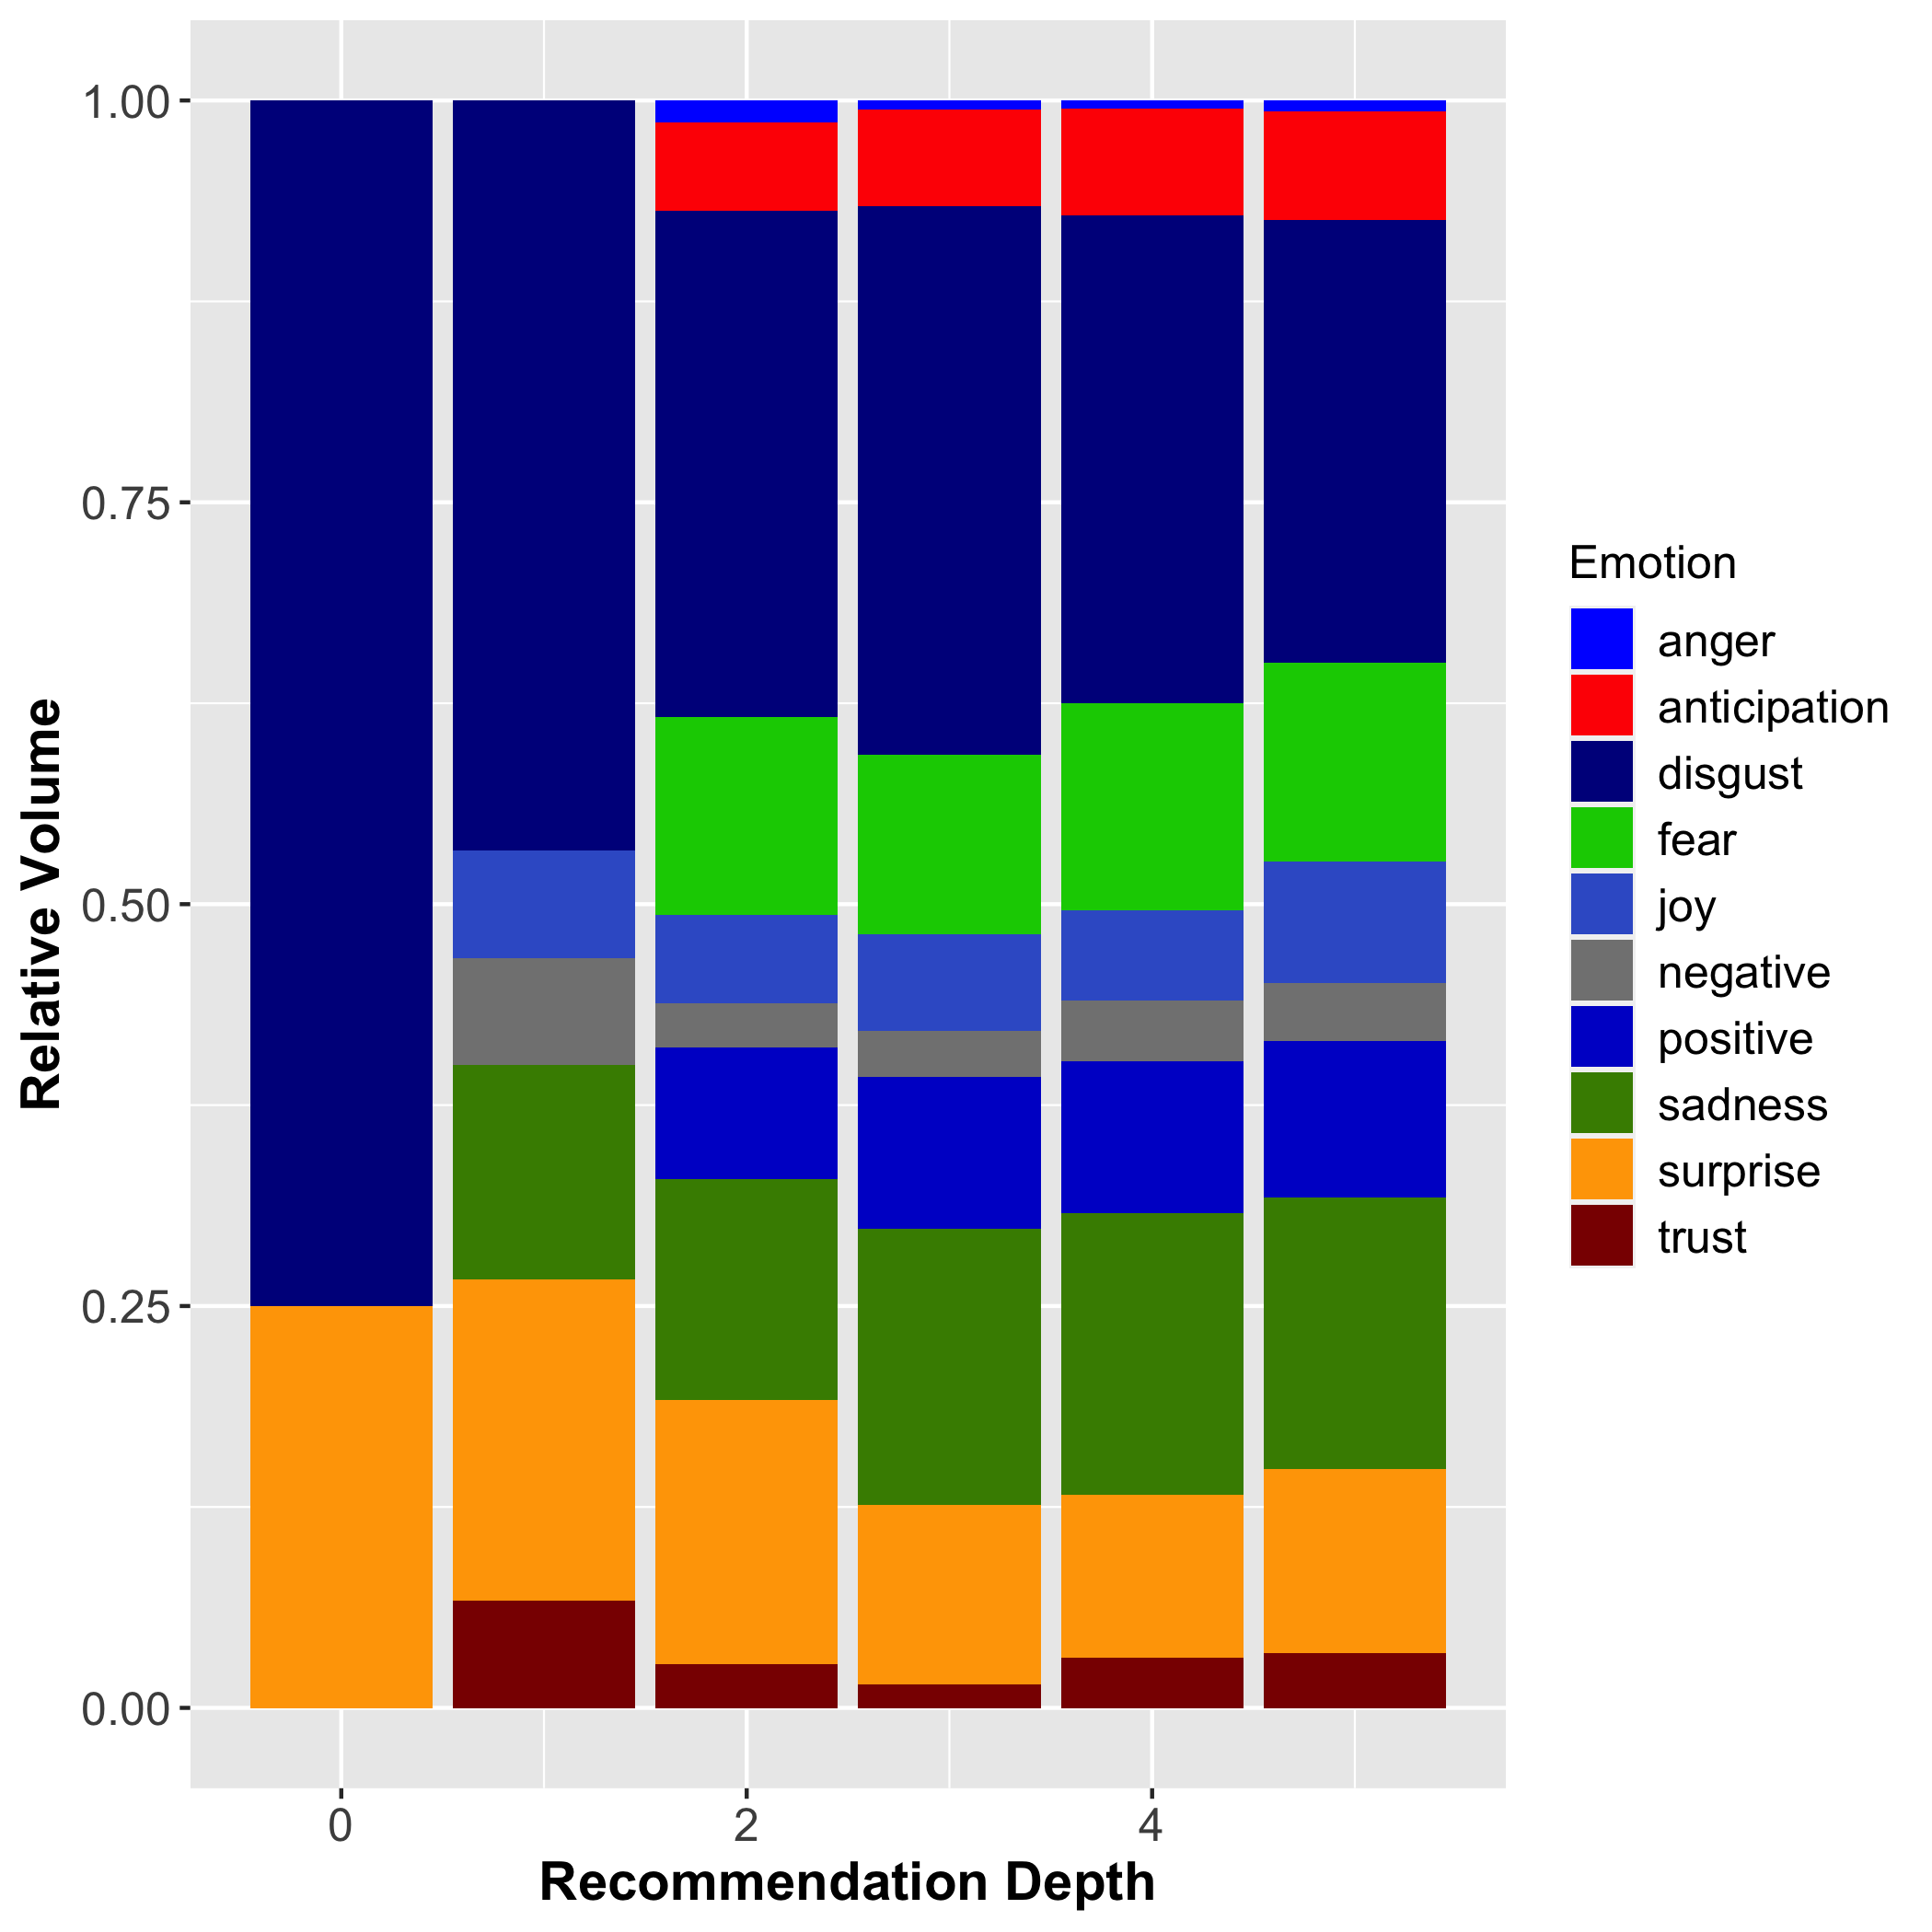 Relative Volume
1.00
0.75
0.50
0.25
0.00
0
2
4
Recommendation Depth
Emotion
anger
anticipation
disgust
fear
joy
negative
positive
sadness
surprise
trust